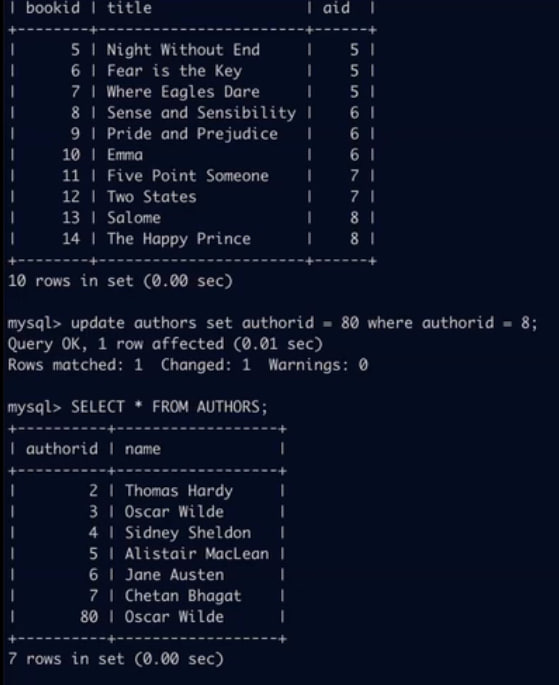 | bookid | title                 | aid  |
+--------+-----------------------+------+
|      5 | Night Without End     |    5 |
|      6 | Fear is the Key       |    5 |
|      7 | Where Eagles Dare     |    5 |
|      8 | Sense and Sensibility |    6 |
|      9 | Pride and Prejudice   |    6 |
|     10 | Emma                  |    6 |
|     11 | Five Point Someone    |    7 |
|     12 | Two States            |    7 |
|     13 | Salome                |    8 |
|     14 | The Happy Prince      |    8 |
+--------+-----------------------+------+
10 rows in set (0.00 sec)
mysql> update authors set authorid = 80 where authorid = 8;
Query OK, 1 row affected (0.01 sec)
Rows matched: 1  Changed: 1  Warnings: 0
mysql> SELECT * FROM AUTHORS;
+----------+------------------+
| authorid | name             |
+----------+------------------+
|        2 | Thomas Hardy     |
|        3 | Oscar Wilde      |
|        4 | Sidney Sheldon   |
|        5 | Alistair MacLean |
|        6 | Jane Austen      |
|        7 | Chetan Bhagat    |
|       80 | Oscar Wilde      |
+----------+------------------+
7 rows in set (0.00 sec)